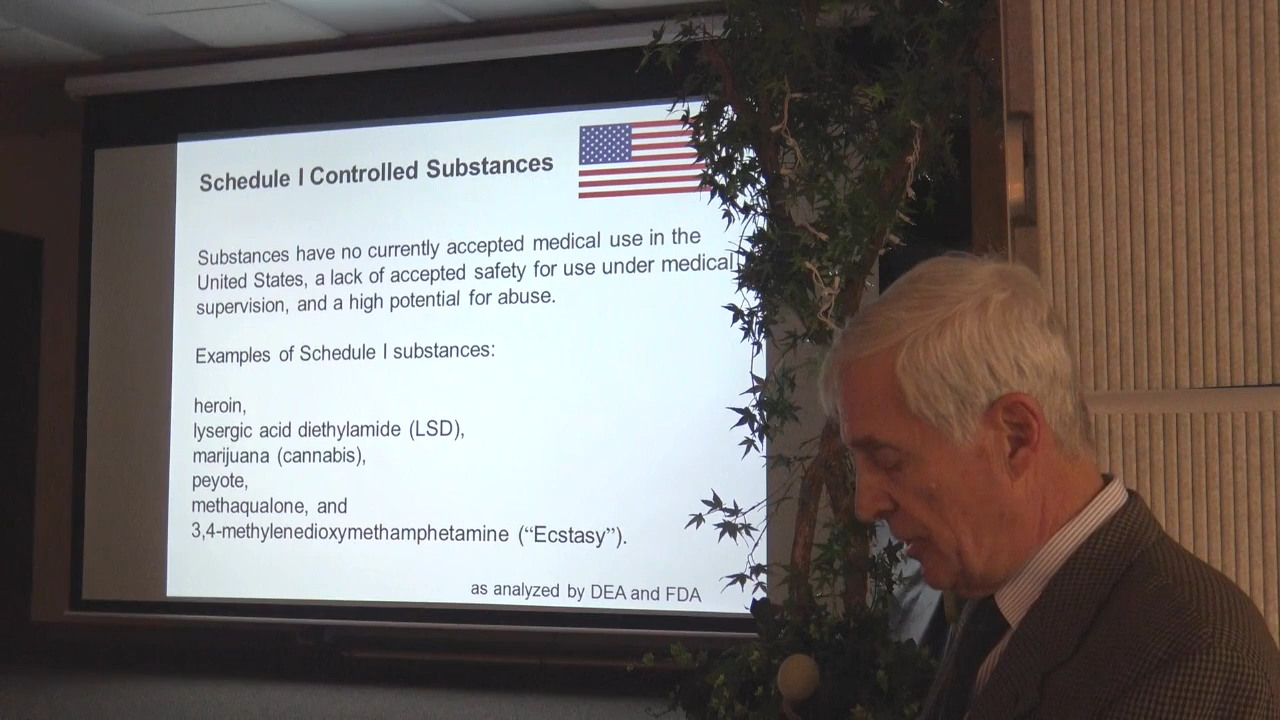 Schedule I Controlled Substances
Substances have no currently accepted medical use in the
United States, a lack of accepted safety for use under medical
supervision, and a high potential for abuse.
Examples of Schedule I substances:
heroin,
lysergic acid diethylamide (LSD),
marijuana (cannabis),
peyote,
methaqualone, and
3,4-methylenedioxymethamphetamine (“Ecstasy”).
as analyzed by DEA and FDA